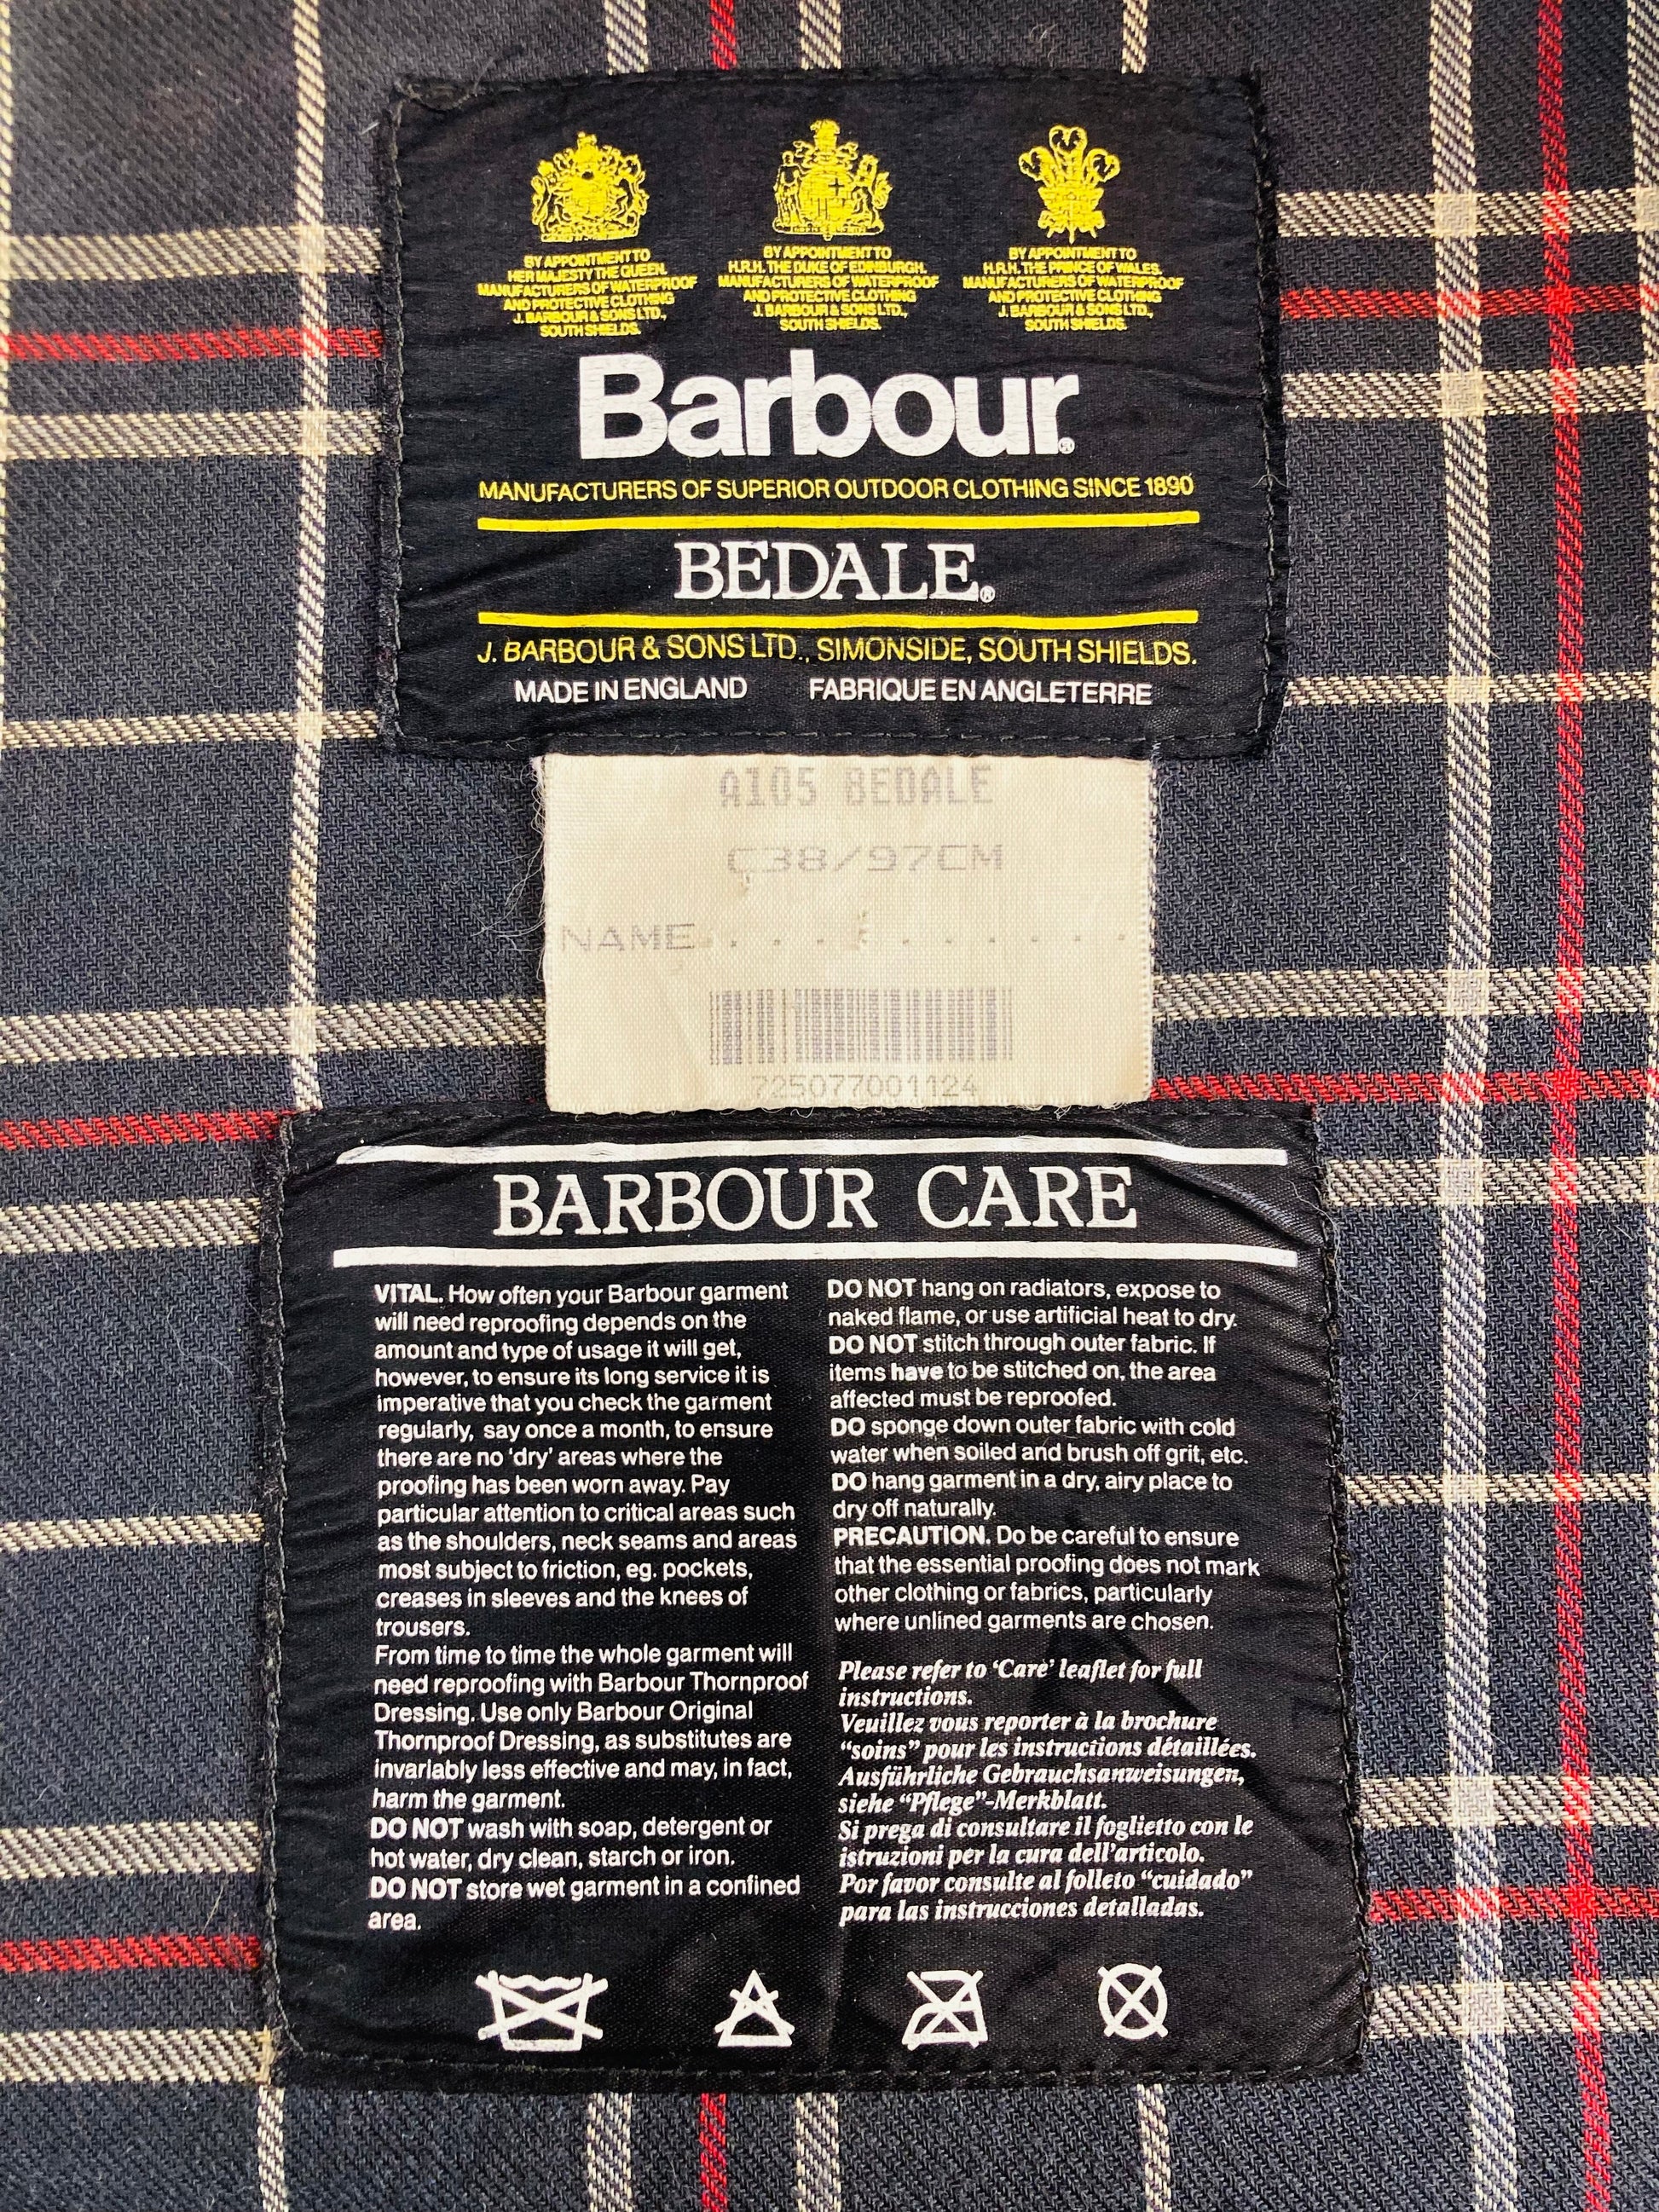 BY APPOINTMENT TO
HER MAJESTY THE QUEEN.
MANUFACTURERS OF WATERPROOF
AND PROTECTIVE CLOTHING
J. BARBOUR & SONS LTD.,
SOUTH SHIELDS.
BY APPOINTMENT TO
H.R.H. THE DUKE OF EDINBURGH.
MANUFACTURERS OF WATERPROOF
AND PROTECTIVE CLOTHING
J. BARBOUR & SONS LTD.,
SOUTH SHIELDS.
BY APPOINTMENT TO
H.R.H. THE PRINCE OF WALES.
MANUFACTURERS OF WATERPROOF
AND PROTECTIVE CLOTHING
J. BARBOUR & SONS LTD.,
SOUTH SHIELDS.
Barbour®
MANUFACTURERS OF SUPERIOR OUTDOOR CLOTHING SINCE 1890
BEDALE®
J. BARBOUR & SONS LTD., SIMONSIDE, SOUTH SHIELDS.
MADE IN ENGLAND FABRIQUE EN ANGLETERRE
A105 BEDALE
C38/97CM
NAME............
725077001124
BARBOUR CARE
VITAL. How often your Barbour garment
will need reproofing depends on the
amount and type of usage it will get,
however, to ensure its long service it is
imperative that you check the garment
regularly, say once a month, to ensure
there are no ‘dry’ areas where the
proofing has been worn away. Pay
particular attention to critical areas such
as the shoulders, neck seams and areas
most subject to friction, eg. pockets,
creases in sleeves and the knees of
trousers.
From time to time the whole garment will
need reproofing with Barbour Thornproof
Dressing. Use only Barbour Original
Thornproof Dressing, as substitutes are
invariably less effective and may, in fact,
harm the garment.
DO NOT wash with soap, detergent or
hot water, dry clean, starch or iron.
DO NOT store wet garment in a confined
area.
DO NOT hang on radiators, expose to
naked flame, or use artificial heat to dry.
DO NOT stitch through outer fabric. If
items have to be stitched on, the area
affected must be reproofed.
DO sponge down outer fabric with cold
water when soiled and brush off grit, etc.
DO hang garment in a dry, airy place to
dry off naturally.
PRECAUTION. Do be careful to ensure
that the essential proofing does not mark
other clothing or fabrics, particularly
where unlined garments are chosen.
Please refer to ‘Care’ leaflet for full
instructions.
Veuillez vous reporter à la brochure
“soins” pour les instructions détaillées.
Ausführliche Gebrauchsanweisungen,
siehe “Pflege”-Merkblatt.
Si prega di consultare il foglietto con le
istruzioni per la cura dell’articolo.
Por favor consulte al folleto “cuidado”
para las instrucciones detalladas.